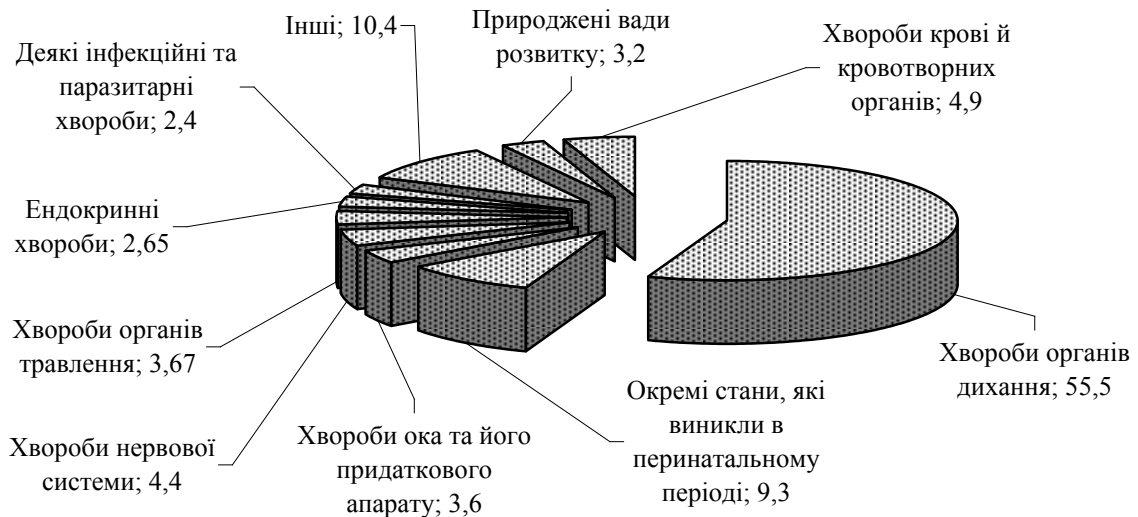 Інші; 10,4
Природжені вади
розвитку; 3,2
Хвороби крові й
кровотворних
органів; 4,9
Деякі інфекційні та
паразитарні
хвороби; 2,4
Ендокринні
хвороби; 2,65
Хвороби органів
травлення; 3,67
Хвороби нервової
системи; 4,4
Хвороби ока та його
придаткового
апарату; 3,6
Окремі стани, які
виникли в
перинатальному
періоді; 9,3
Хвороби органів
дихання; 55,5